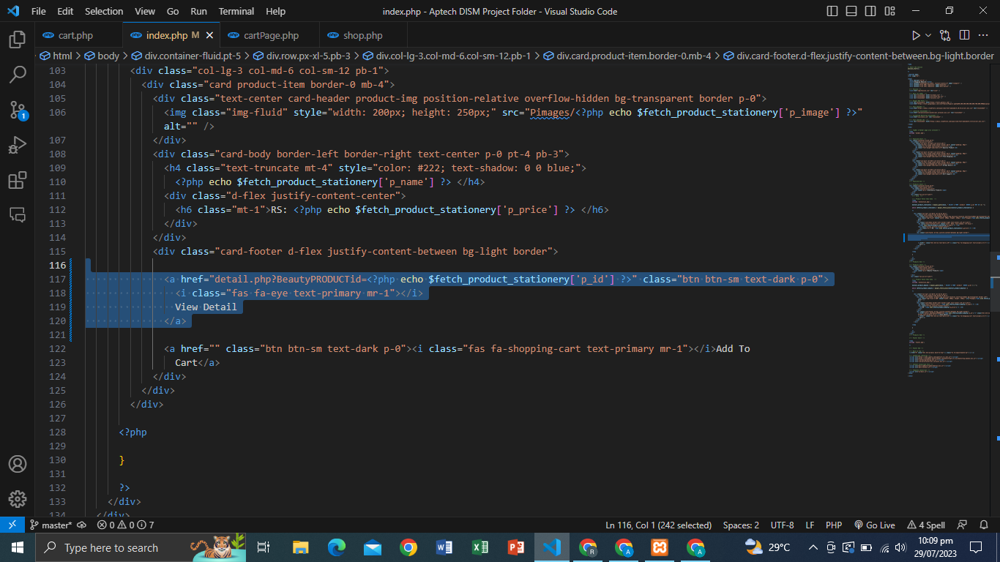 File Edit Selection View Go Run Terminal Help index.php - Aptech DISM Project Folder - Visual Studio Code
cart.php index.php M cartPage.php shop.php
html body div.container-fluid.pt-5 div.row.px-xl-5.pb-3 div.col-lg-3.col-md-6.col-sm-12.pb-1 div.card.product-item.border-0.mb-4 div.card-footer.d-flex.justify-content-between.bg-light.border
103 <div class="col-lg-3 col-md-6 col-sm-12 pb-1">
104 <div class="card product-item border-0 mb-4">
105 <div class="text-center card-header product-img position-relative overflow-hidden bg-transparent border p-0">
106 <img class="img-fluid" style="width: 200px; height: 250px;" src="Pimages/<?php echo $fetch_product_stationery['p_image'] ?>"
alt="" />
107 </div>
108 <div class="card-body border-left border-right text-center p-0 pt-4 pb-3">
109 <h4 class="text-truncate mt-4" style="color: #222; text-shadow: 0 0 blue;">
110 <?php echo $fetch_product_stationery['p_name'] ?> </h4>
111 <div class="d-flex justify-content-center">
112 <h6 class="mt-1">RS: <?php echo $fetch_product_stationery['p_price'] ?> </h6>
113 </div>
114 </div>
115 <div class="card-footer d-flex justify-content-between bg-light border">
116
117 <a href="detail.php?BeautyPRODUCTid=<?php echo $fetch_product_stationery['p_id'] ?>" class="btn btn-sm text-dark p-0">
118 <i class="fas fa-eye text-primary mr-1"></i>
119 View Detail
120 </a>
121
122 <a href="" class="btn btn-sm text-dark p-0"><i class="fas fa-shopping-cart text-primary mr-1"></i>Add To
123 Cart</a>
124 </div>
125 </div>
126 </div>
127
128 <?php
129
130 }
131
132 ?>
133 </div>
134 </div>
1
master* 0 0 7 Ln 116, Col 1 (242 selected) Spaces: 2 UTF-8 LF PHP Go Live 4 Spell
Type here to search 29°C 10:09 pm
29/07/2023